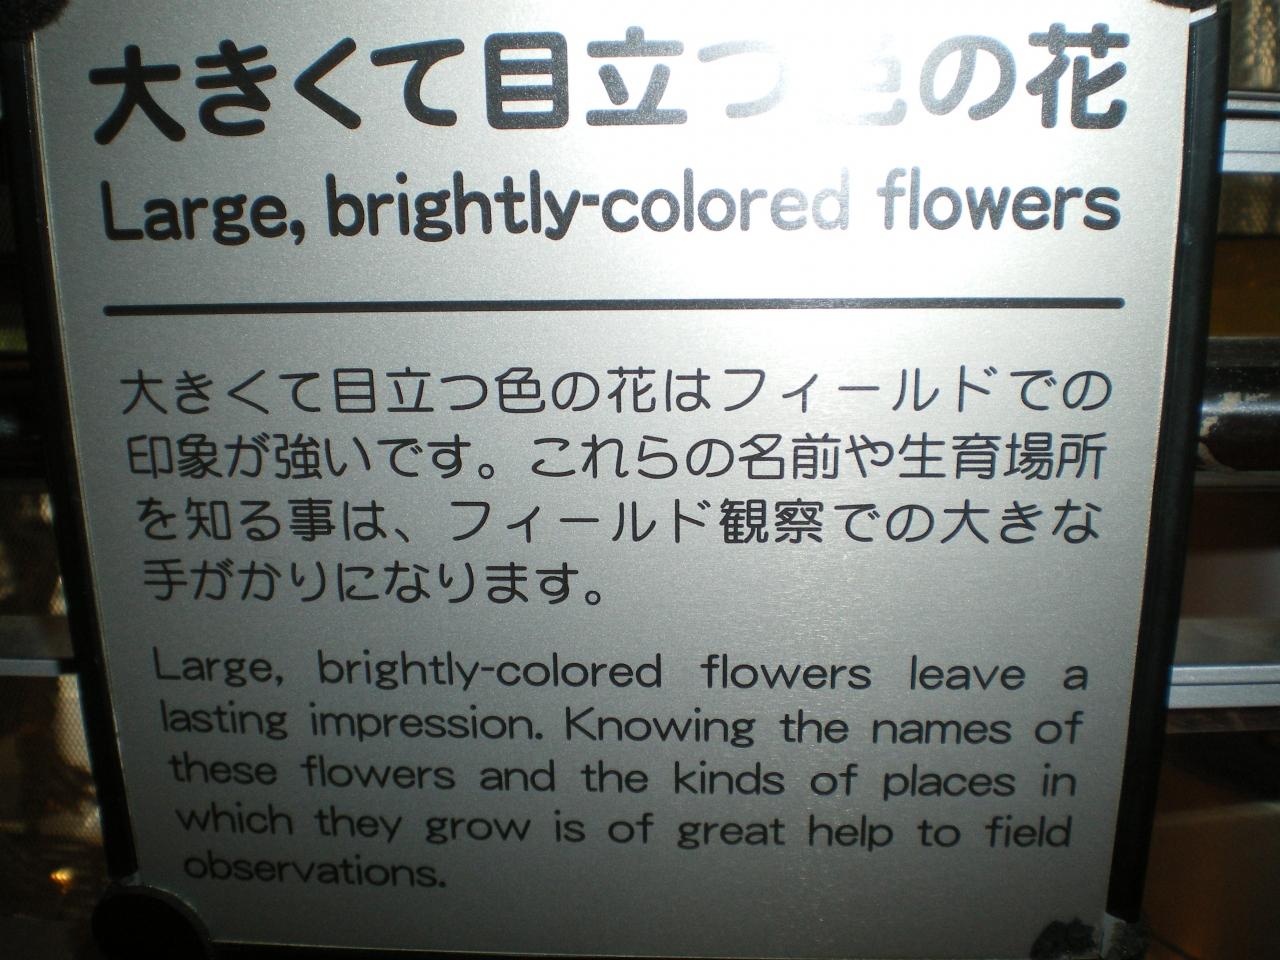 大きくて目立つ色の花
Large, brightly-colored flowers
大きくて目立つ色の花はフィールドでの
印象が強いです。これらの名前や生育場所
を知る事は、フィールド観察での大きな
手がかりになります。
Large, brightly-colored flowers leave a
lasting impression. Knowing the names of
these flowers and the kinds of places in
which they grow is of great help to field
observations.